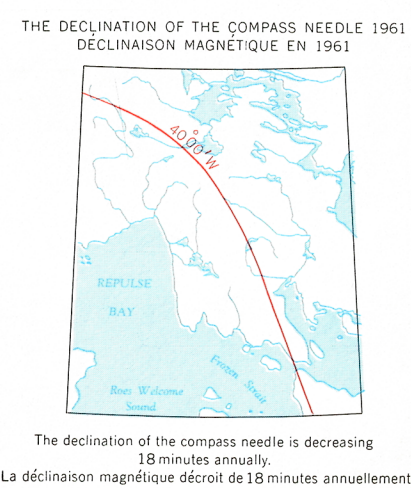 THE DECLINATION OF THE COMPASS NEEDLE 1961
DÉCLINAISON MAGNÉTIQUE EN 1961
40°00'W
REPULSE
BAY
Frozen Strait
Roes Welcome
Sound
The declination of the compass needle is decreasing
18 minutes annually.
La déclinaison magnétique décroit de 18 minutes annuellement